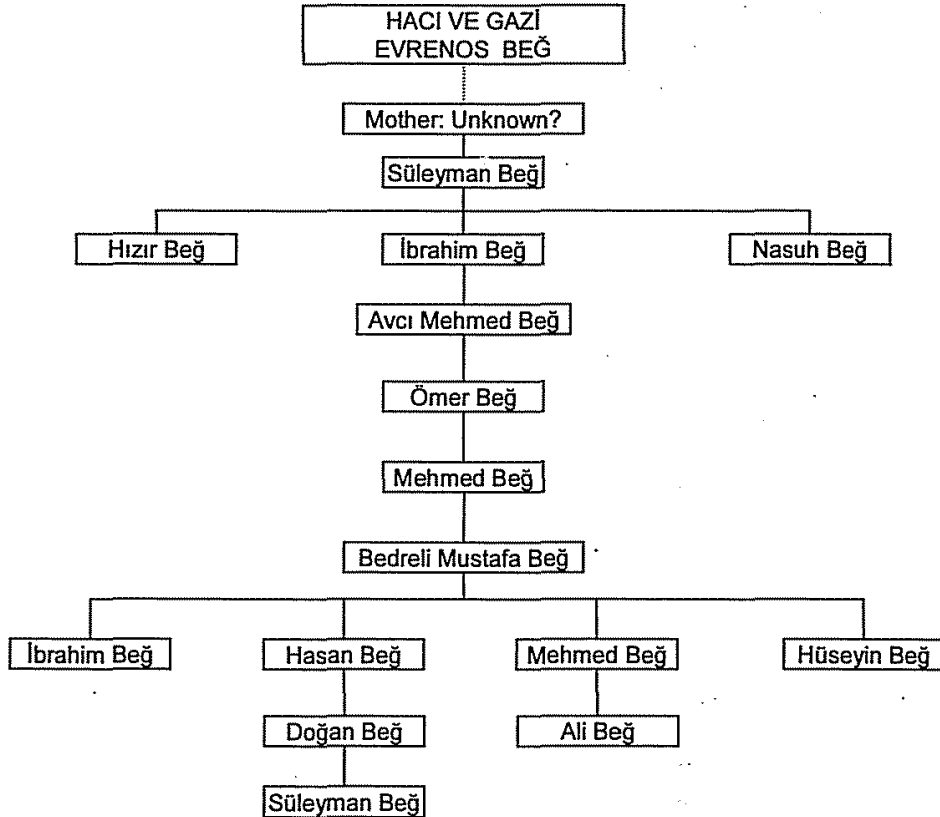 HACI VE GAZİ
EVRENOS BEĞ
Mother: Unknown?
Süleyman Beğ
Hızır Beğ
İbrahim Beğ
Nasuh Beğ
Avcı Mehmed Beğ
Ömer Beğ
Mehmed Beğ
Bedreli Mustafa Beğ
İbrahim Beğ
Hasan Beğ
Mehmed Beğ
Hüseyin Beğ
Doğan Beğ
Ali Beğ
Süleyman Beğ